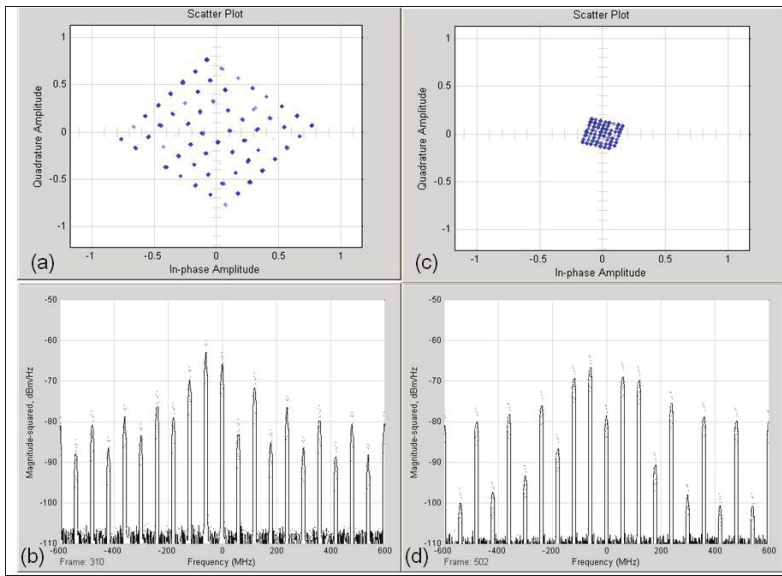 Scatter Plot
1
0.5
0
-0.5
-1
Quadrature Amplitude
-1 -0.5 0 0.5 1
In-phase Amplitude
(a)
Scatter Plot
1
0.5
0
-0.5
-1
Quadrature Amplitude
-1 -0.5 0 0.5 1
In-phase Amplitude
(c)
-50
-60
-70
-80
-90
-100
-110
Magnitude-squared, dBm/Hz
-600 -400 -200 0 200 400 600
Frame: 310
Frequency (MHz)
(b)
-50
-60
-70
-80
-90
-100
-110
Magnitude-squared, dBm/Hz
-600 -400 -200 0 200 400 600
Frame: 502
Frequency (MHz)
(d)